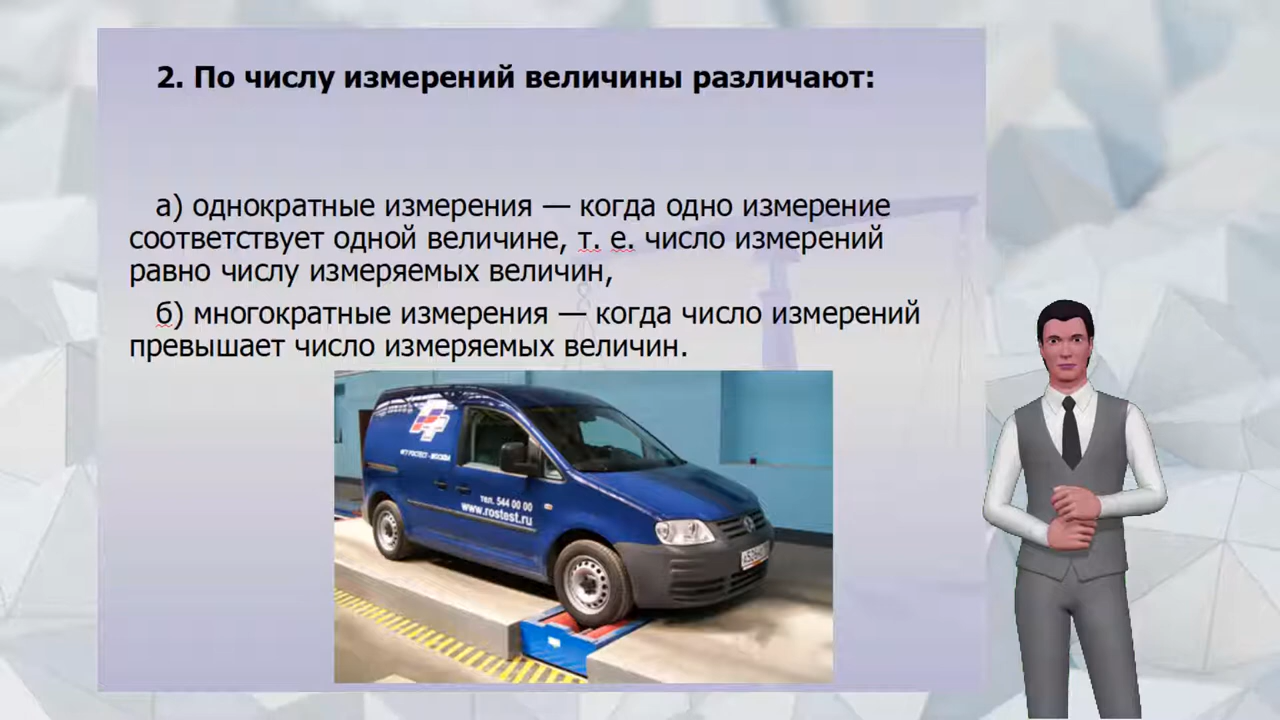 2. По числу измерений величины различают:
а) однократные измерения — когда одно измерение
соответствует одной величине, т. е. число измерений
равно числу измеряемых величин,
б) многократные измерения — когда число измерений
превышает число измеряемых величин.
ФГУ РОСТЕСТ - МОСКВА
тел. 544 00 00
www.rostest.ru